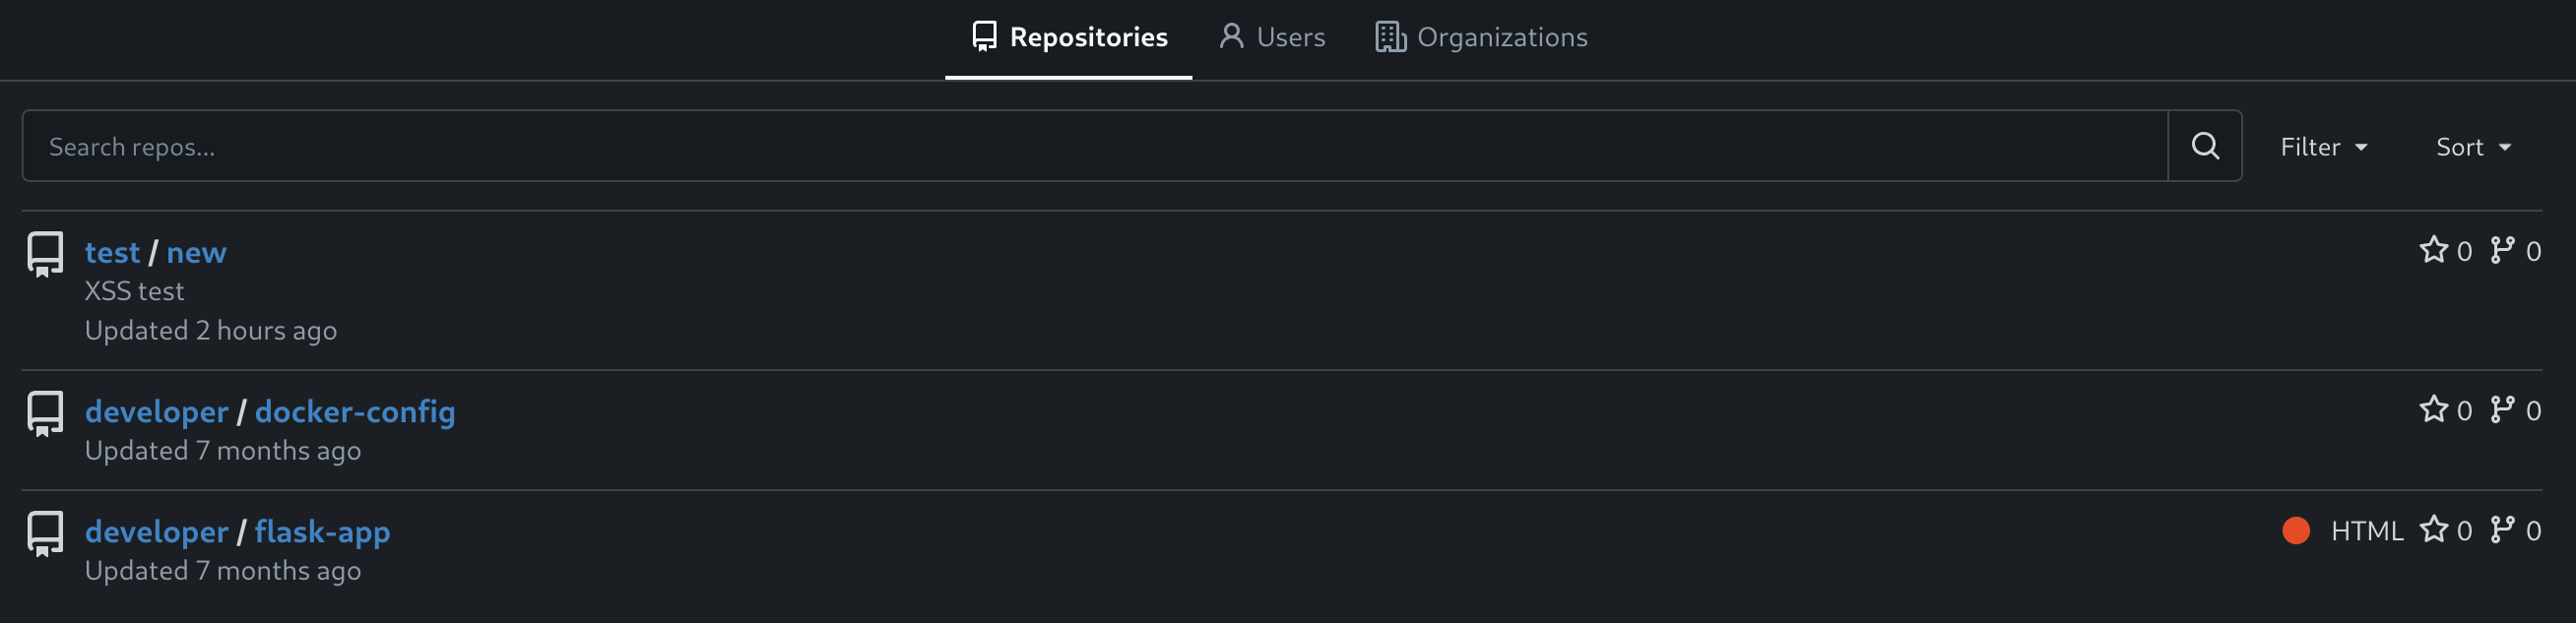 Repositories Users Organizations
Search repos... Filter Sort
test / new 0 0
XSS test
Updated 2 hours ago
developer / docker-config 0 0
Updated 7 months ago
developer / flask-app HTML 0 0
Updated 7 months ago